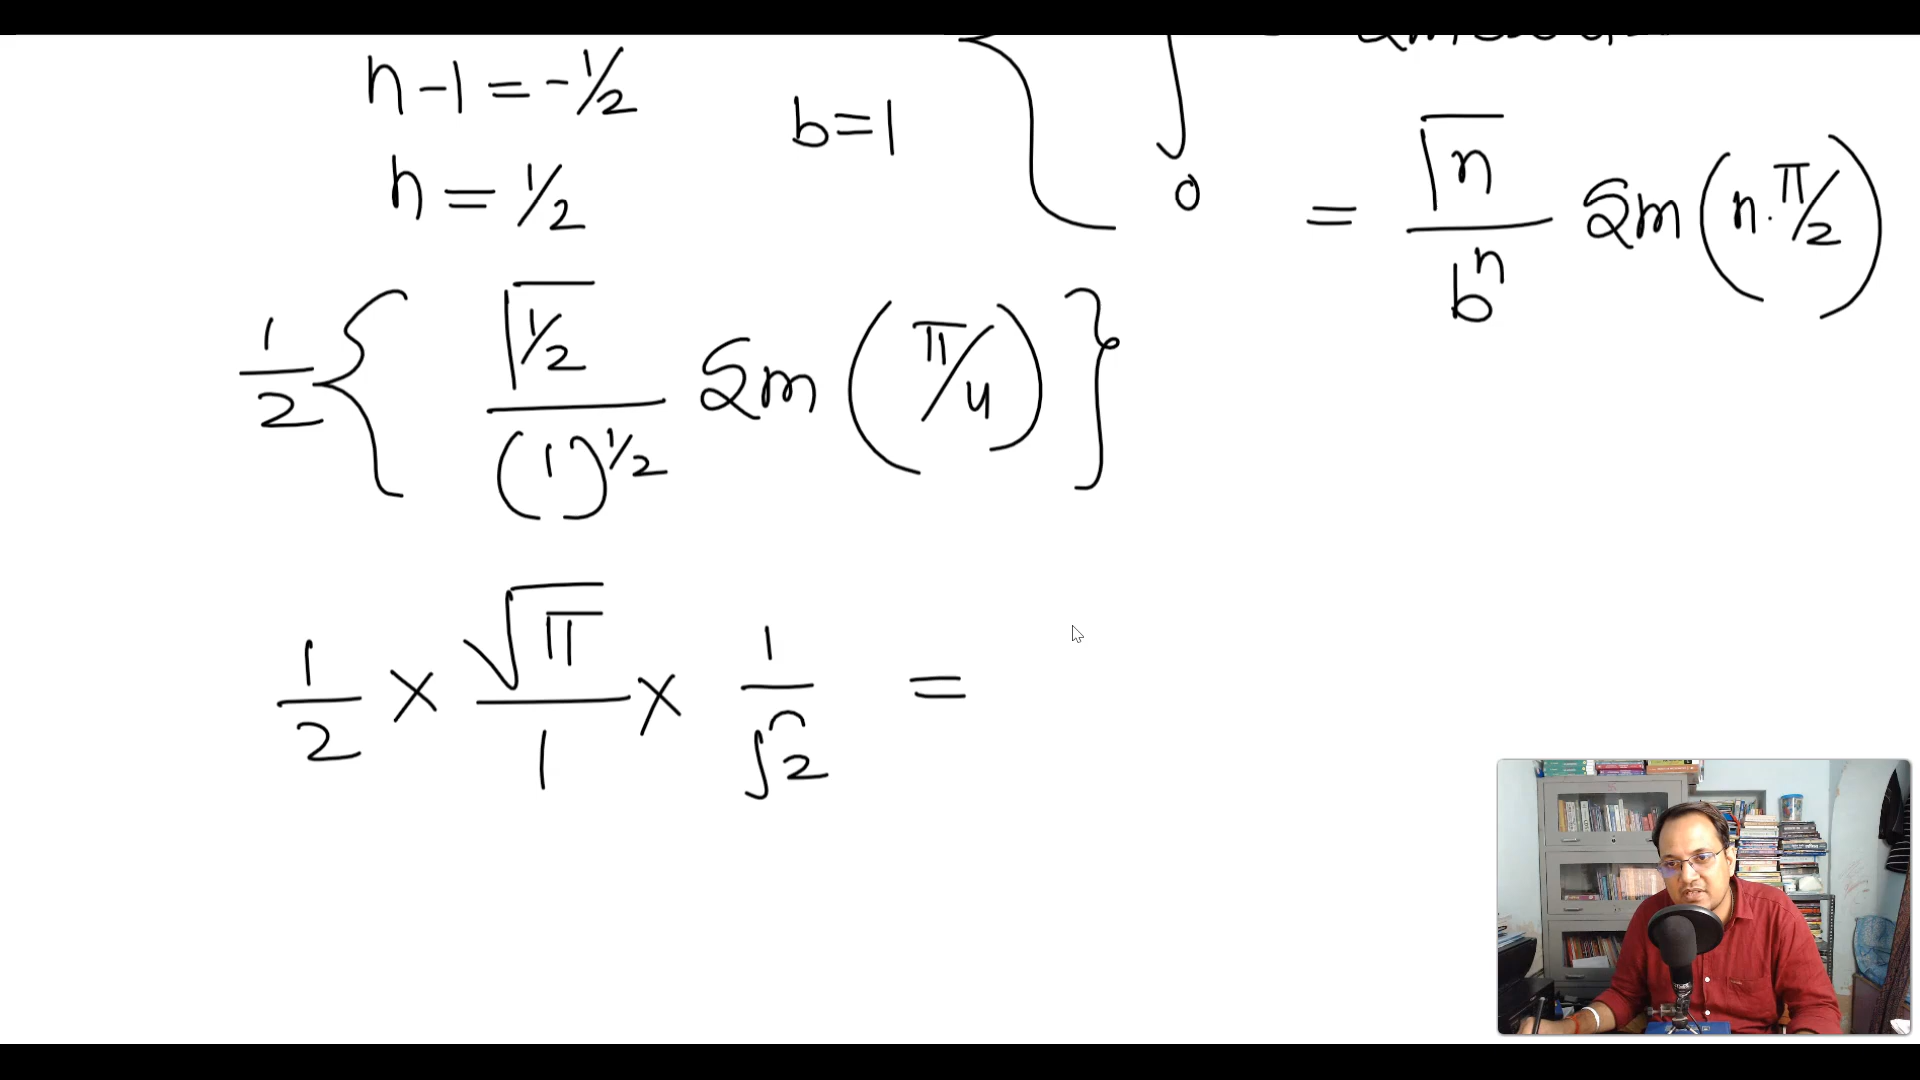 n-1 = -1/2
b = 1
n = 1/2
∫ 0
= Γn / b^n Sin (n. π/2)
1/2 { Γ1/2 / (1)^1/2 Sin (π/4) }
1/2 × √π / 1 × 1/√2 =